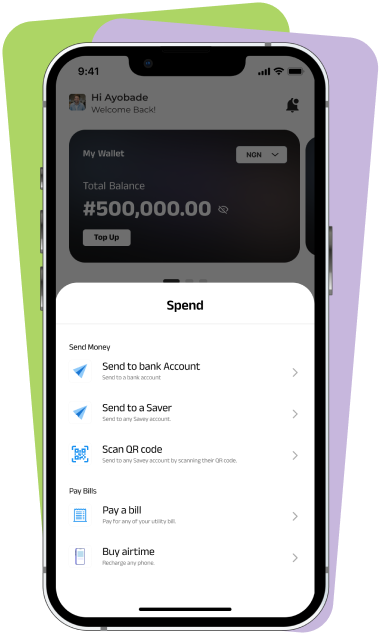 9:41
Hi Ayobade
Welcome Back!
My Wallet
NGN
Total Balance
#500,000.00
Top Up
Spend
Send Money
Send to bank Account
Send to a bank account
Send to a Saver
Send to any Savey account.
Scan QR code
Send to any Savey account by scanning their QR code.
Pay Bills
Pay a bill
Pay for any of your utility bill.
Buy airtime
Recharge any phone.